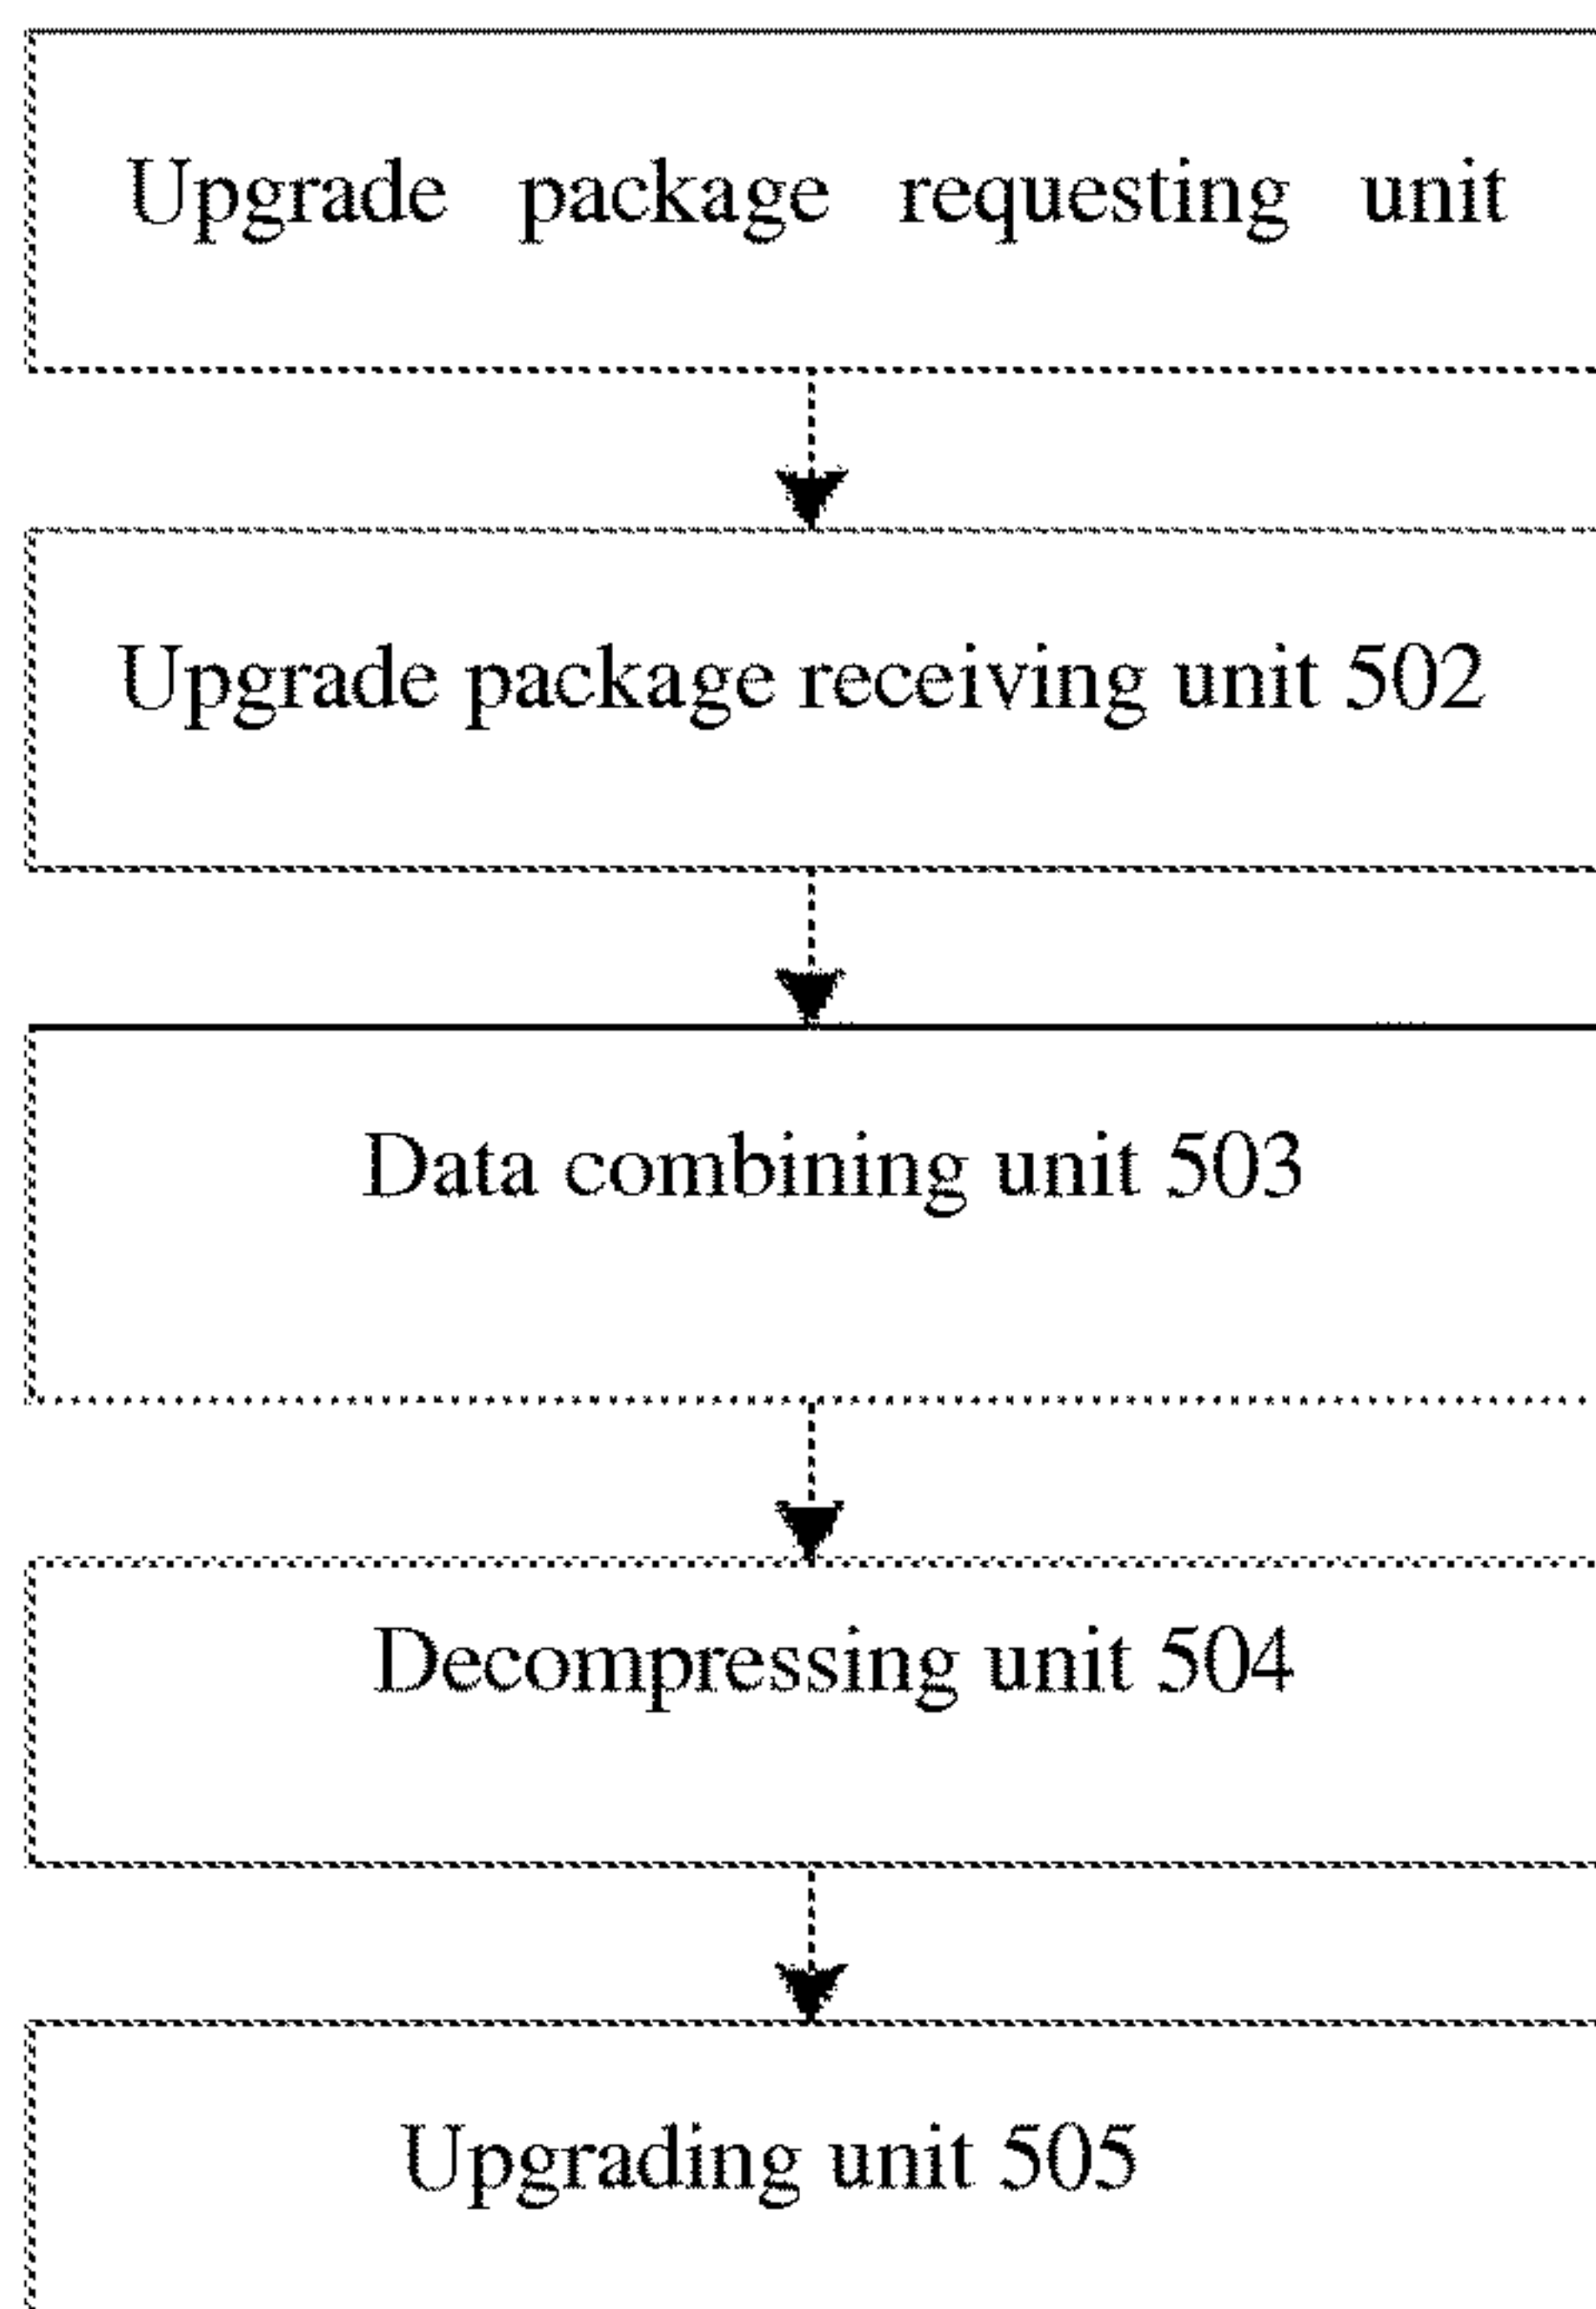 Upgrade package requesting unit
Upgrade package receiving unit 502
Data combining unit 503
Decompressing unit 504
Upgrading unit 505